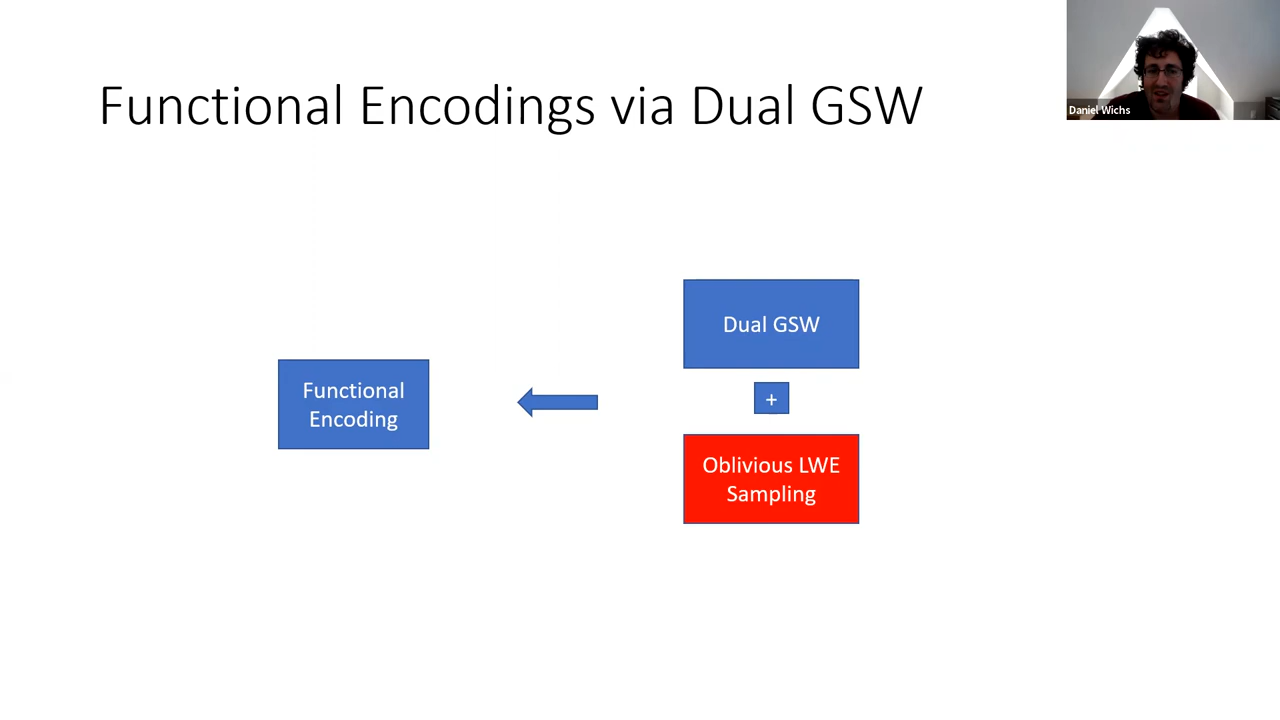 Functional Encodings via Dual GSW
Daniel Wichs
Dual GSW
Functional
Encoding
+
Oblivious LWE
Sampling